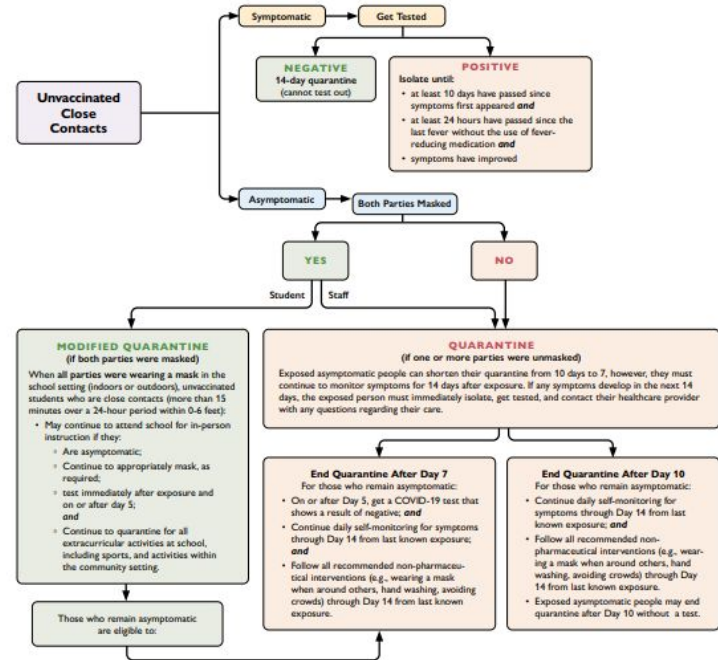 Symptomatic
Get Tested
NEGATIVE
14-day quarantine
(cannot test out)
POSITIVE
Isolate until:
• at least 10 days have passed since
symptoms first appeared and
• at least 24 hours have passed since the
last fever without the use of fever-
reducing medication and
• symptoms have improved
Unvaccinated
Close
Contacts
Asymptomatic
Both Parties Masked
YES
NO
Student
Staff
MODIFIED QUARANTINE
(if both parties were masked)
When all parties were wearing a mask in the
school setting (indoors or outdoors), unvaccinated
students who are close contacts (more than 15
minutes over a 24-hour period within 0-6 feet):
• May continue to attend school for in-person
instruction if they:
○ Are asymptomatic;
○ Continue to appropriately mask, as
required;
○ test immediately after exposure and
on or after day 5;
and
○ Continue to quarantine for all
extracurricular activities at school,
including sports, and activities within
the community setting.
Those who remain asymptomatic
are eligible to:
QUARANTINE
(if one or more parties were unmasked)
Exposed asymptomatic people can shorten their quarantine from 10 days to 7, however, they must
continue to monitor symptoms for 14 days after exposure. If any symptoms develop in the next 14
days, the exposed person must immediately isolate, get tested, and contact their healthcare provider
with any questions regarding their care.
End Quarantine After Day 7
For those who remain asymptomatic:
• On or after Day 5, get a COVID-19 test that
shows a result of negative; and
• Continue daily self-monitoring for symptoms
through Day 14 from last known exposure;
and
• Follow all recommended non-pharmaceu-
tical interventions (e.g., wearing a mask
when around others, hand washing, avoiding
crowds) through Day 14 from last known
exposure.
End Quarantine After Day 10
For those who remain asymptomatic:
• Continue daily self-monitoring for
symptoms through Day 14 from last
known exposure; and
• Follow all recommended non-
pharmaceutical interventions (e.g., wear-
ing a mask when around others, hand
washing, avoiding crowds) through Day
14 from last known exposure.
• Exposed aysmptomatic people may end
quarantine after Day 10 without a test.